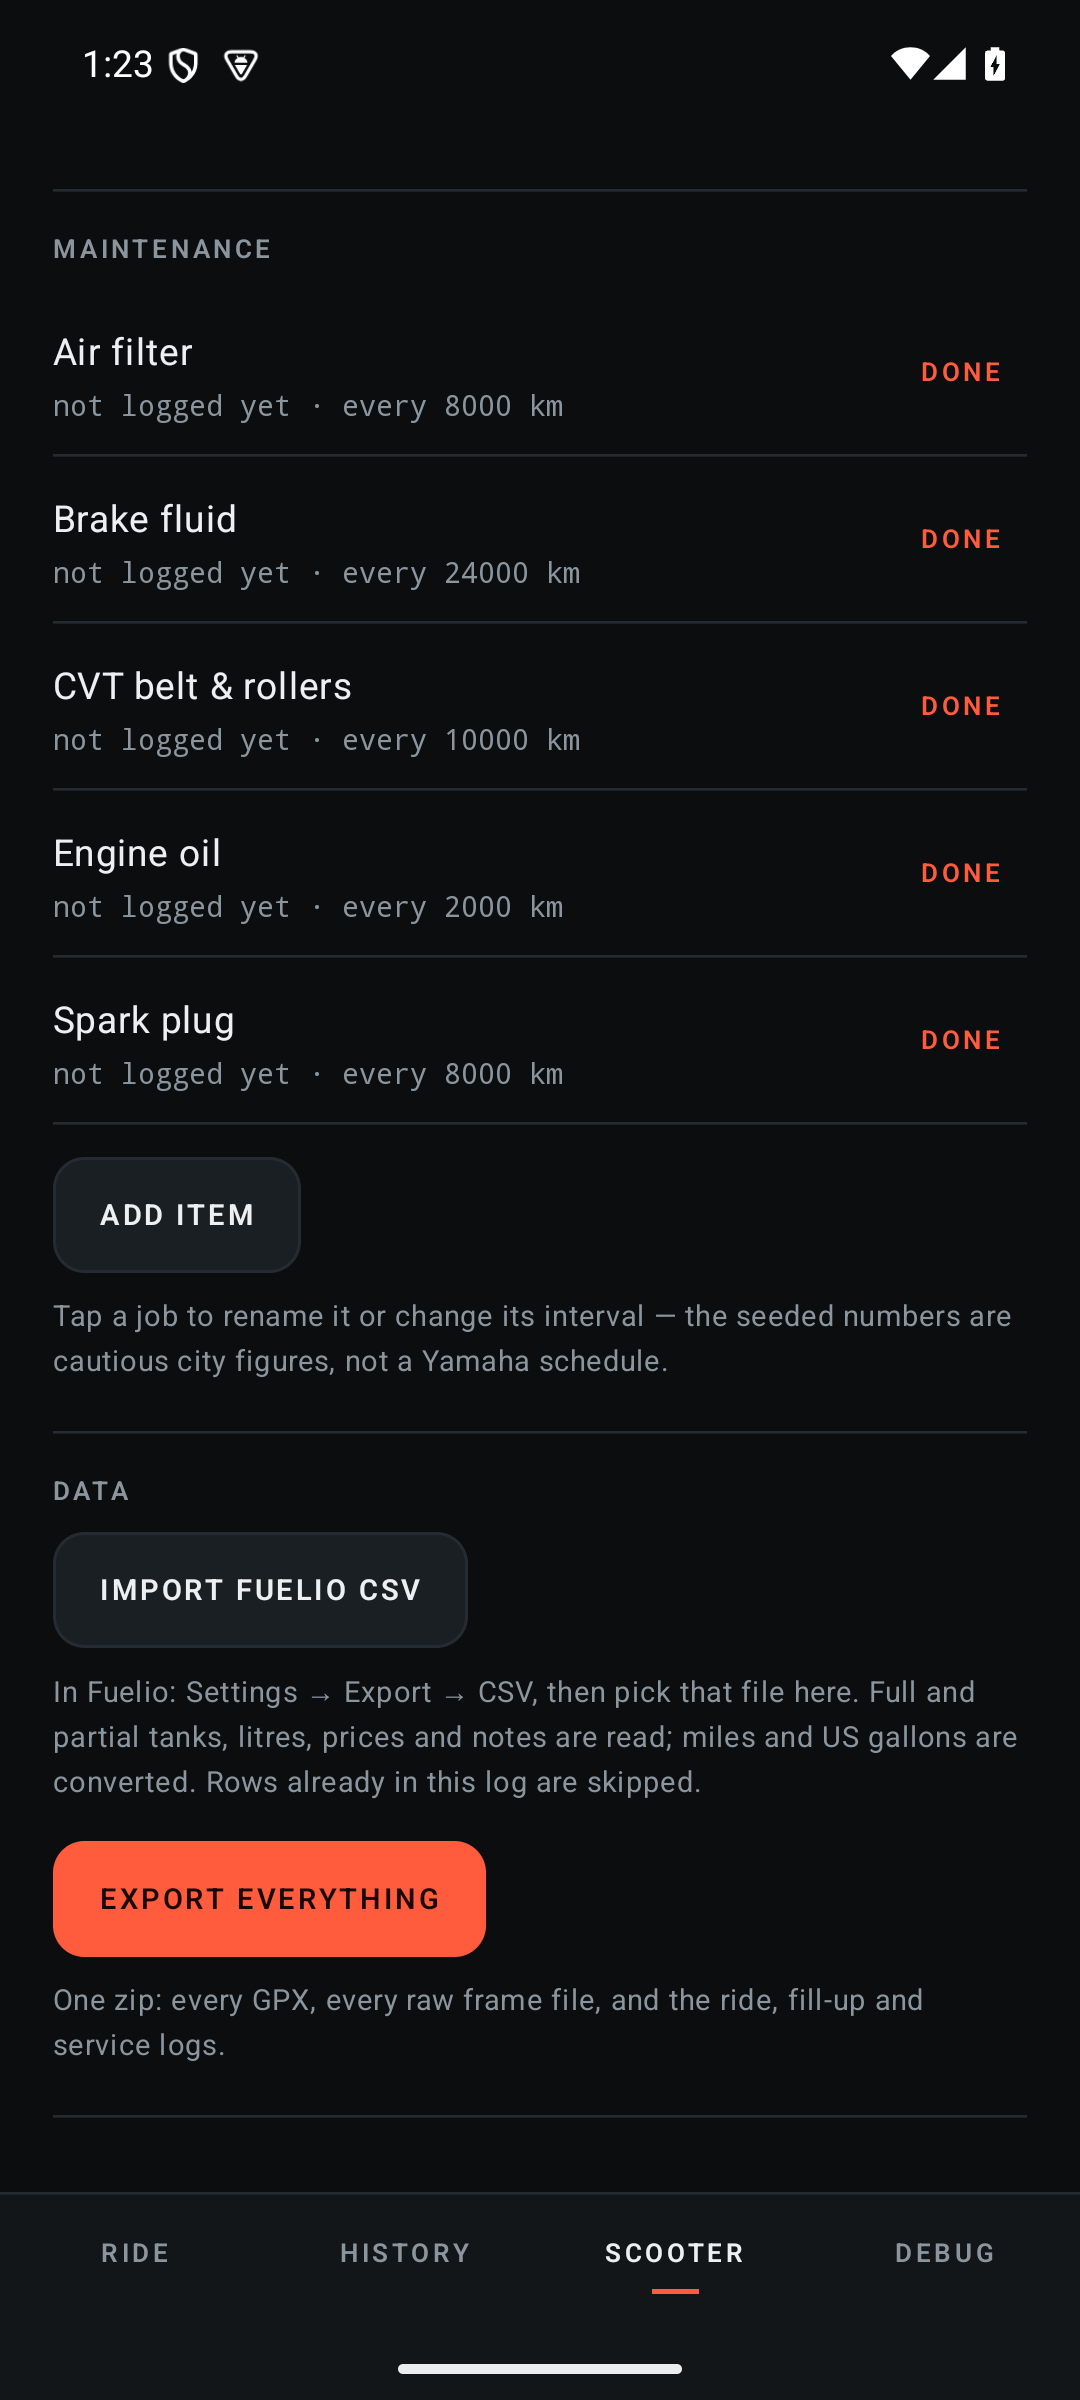 1:23
MAINTENANCE
Air filter
not logged yet · every 8000 km
DONE
Brake fluid
not logged yet · every 24000 km
DONE
CVT belt & rollers
not logged yet · every 10000 km
DONE
Engine oil
not logged yet · every 2000 km
DONE
Spark plug
not logged yet · every 8000 km
DONE
ADD ITEM
Tap a job to rename it or change its interval — the seeded numbers are
cautious city figures, not a Yamaha schedule.
DATA
IMPORT FUELIO CSV
In Fuelio: Settings → Export → CSV, then pick that file here. Full and
partial tanks, litres, prices and notes are read; miles and US gallons are
converted. Rows already in this log are skipped.
EXPORT EVERYTHING
One zip: every GPX, every raw frame file, and the ride, fill-up and
service logs.
RIDE
HISTORY
SCOOTER
DEBUG